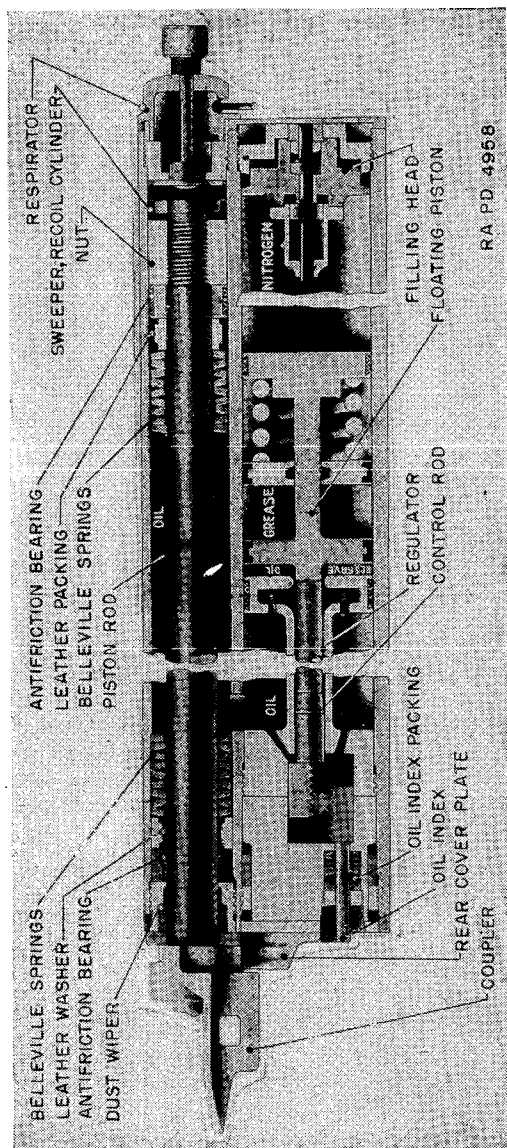 RESPIRATOR
SWEEPER, RECOIL CYLINDER
NUT
ANTIFRICTION BEARING
LEATHER PACKING
BELLEVILLE SPRINGS
PISTON ROD
BELLEVILLE SPRINGS
LEATHER WASHER
ANTIFRICTION BEARING
DUST WIPER
OIL
NITROGEN
GREASE
OIL
RESERVE
OIL
FILLING HEAD
FLOATING PISTON
REGULATOR
CONTROL ROD
OIL INDEX PACKING
OIL INDEX
REAR COVER PLATE
COUPLER
RA PD 4958